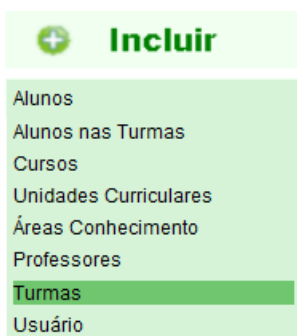 Incluir
Alunos
Alunos nas Turmas
Cursos
Unidades Curriculares
Áreas Conhecimento
Professores
Turmas
Usuário